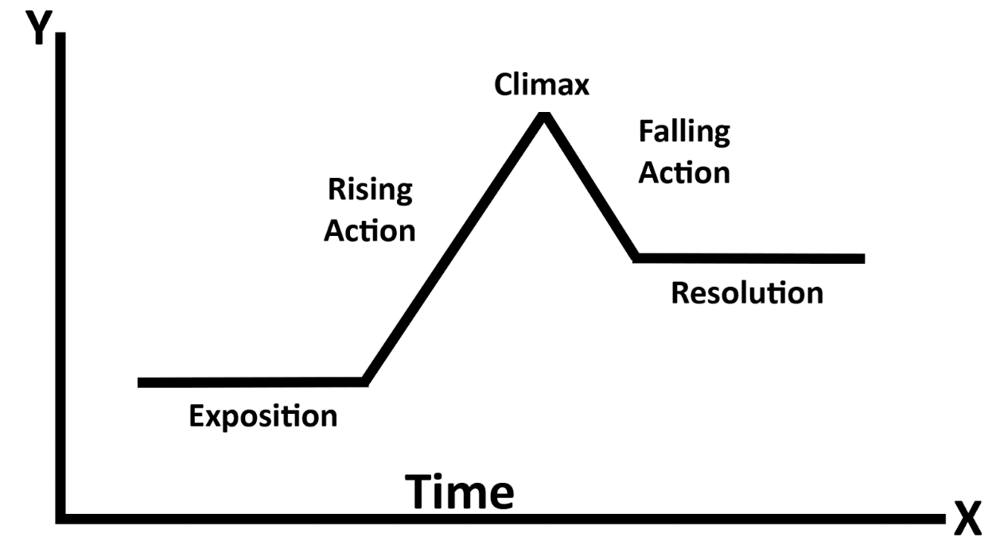 Y
Climax
Falling
Action
Rising
Action
Resolution
Exposition
Time
X